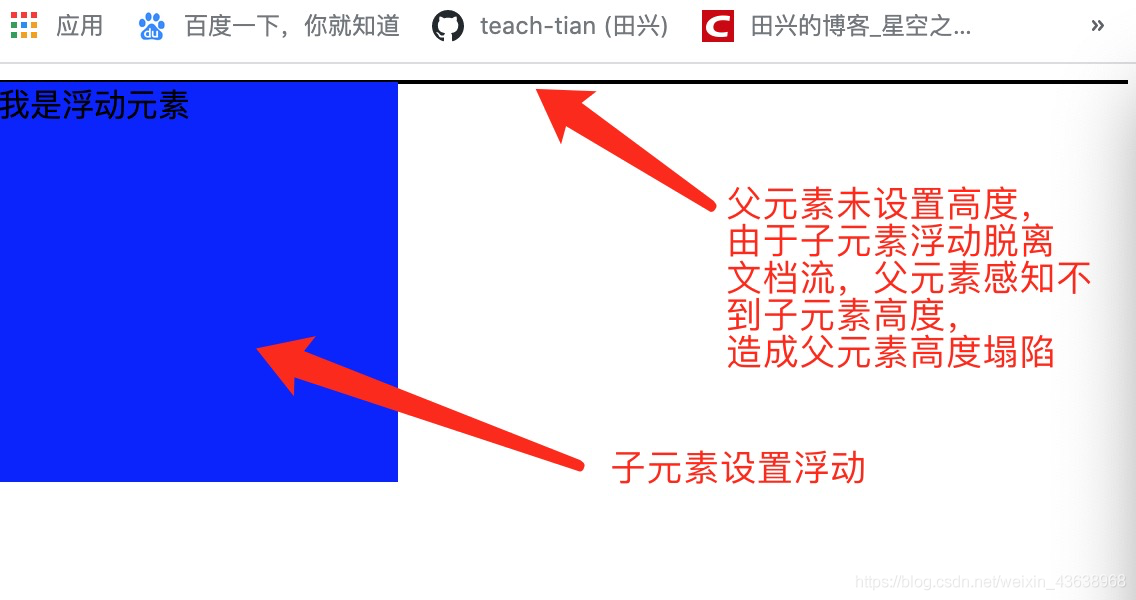 应用 百度一下，你就知道 teach-tian (田兴) 田兴的博客_星空之... »
我是浮动元素
父元素未设置高度，
由于子元素浮动脱离
文档流，父元素感知不
到子元素高度，
造成父元素高度塌陷
子元素设置浮动
https://blog.csdn.net/weixin_43638968